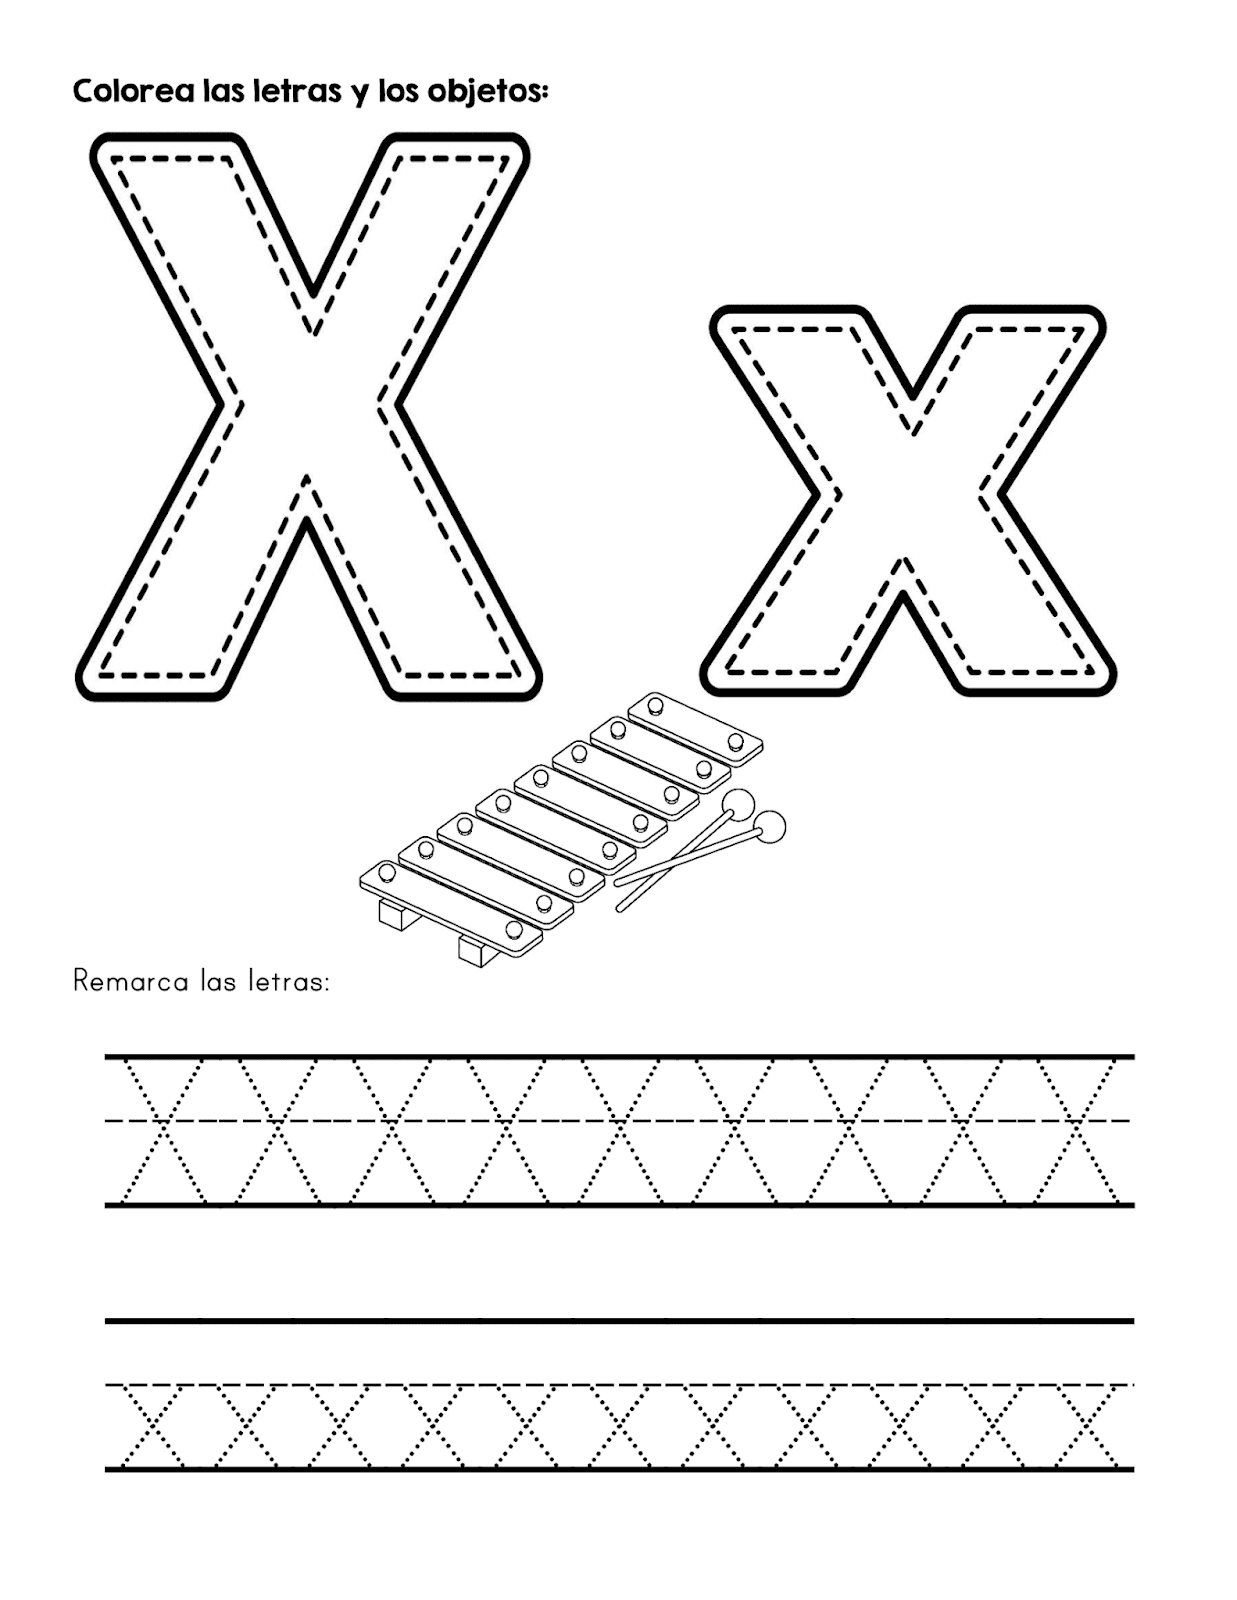 Colorea las letras y los objetos:
X x
Remarca las letras:
X X X X X X X X X
x x x x x x x x x x x